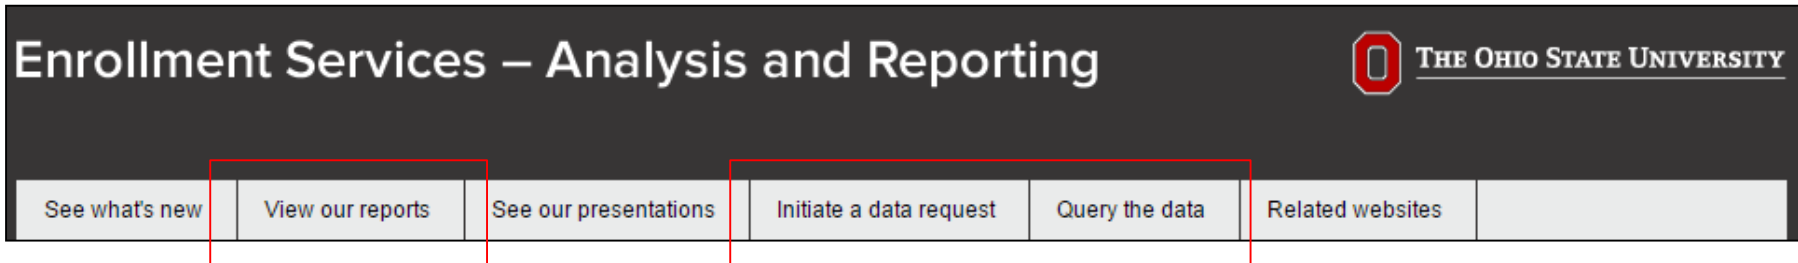 Enrollment Services – Analysis and Reporting
THE OHIO STATE UNIVERSITY
See what's new
View our reports
See our presentations
Initiate a data request
Query the data
Related websites